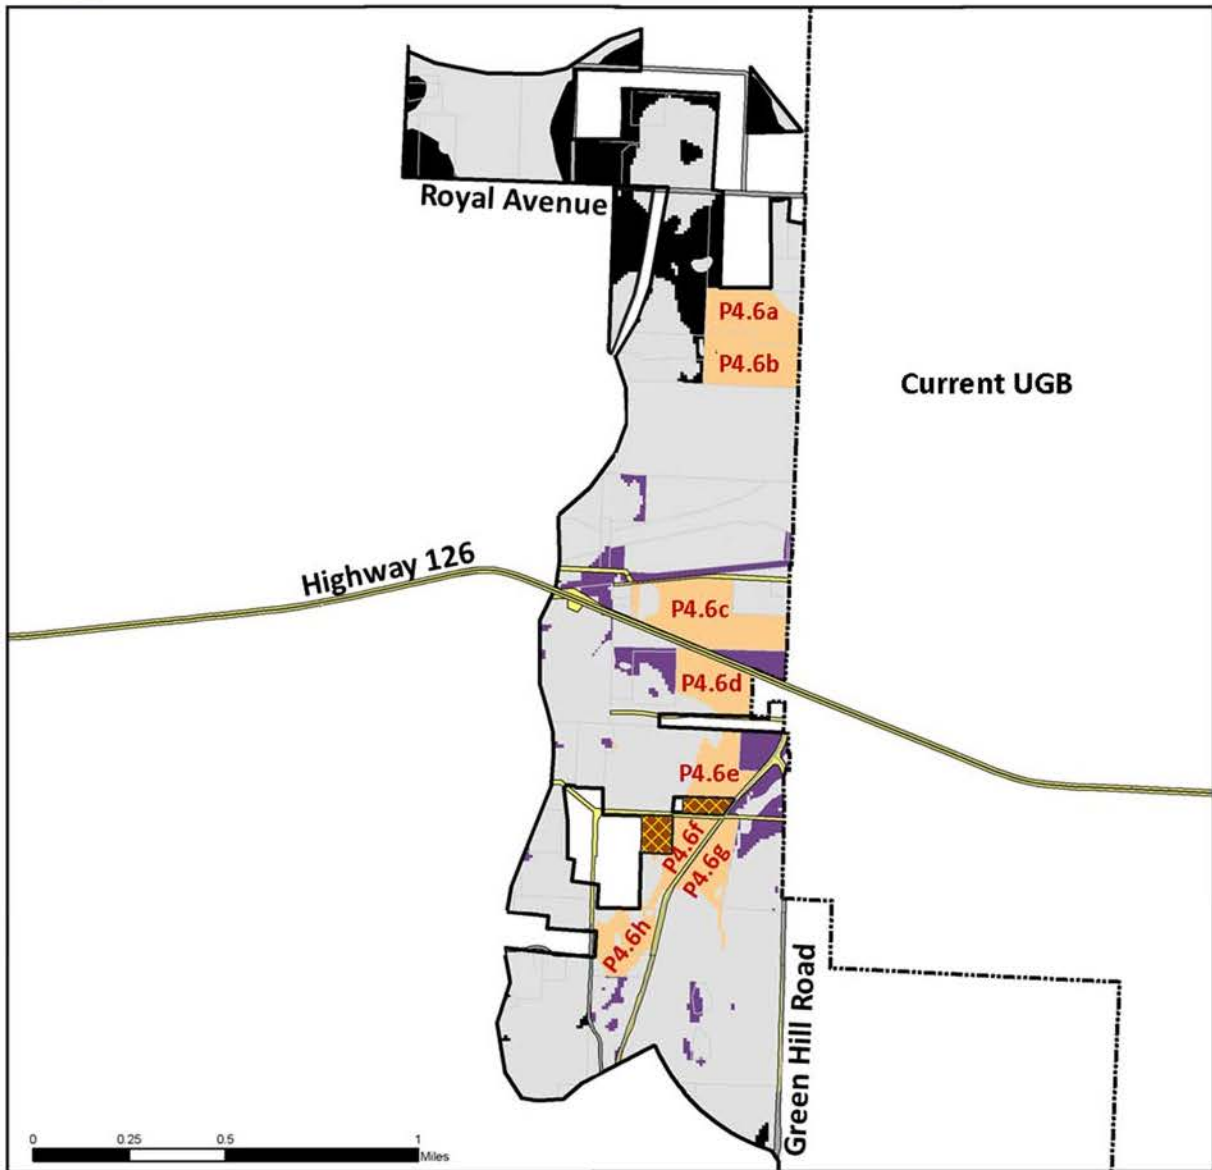 Royal Avenue
P4.6a
P4.6b
Current UGB
Highway 126
P4.6c
P4.6d
P4.6e
P4.6f
P4.6g
P4.6h
Green Hill Road
0 0.25 0.5 1
Miles